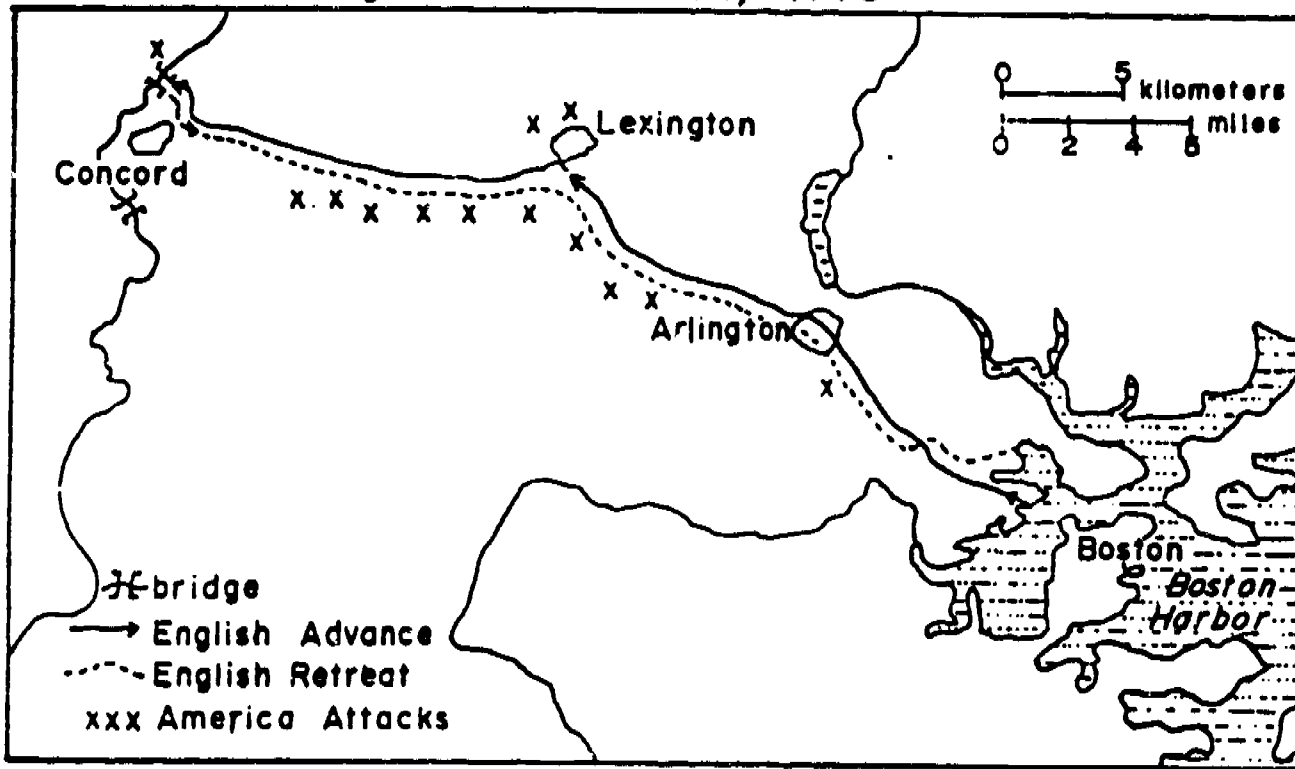 0 5
kilometers
miles
0 2 4 6
Lexington
Concord
Arlington
Boston
Boston
Harbor
bridge
English Advance
English Retreat
xxx America Attacks